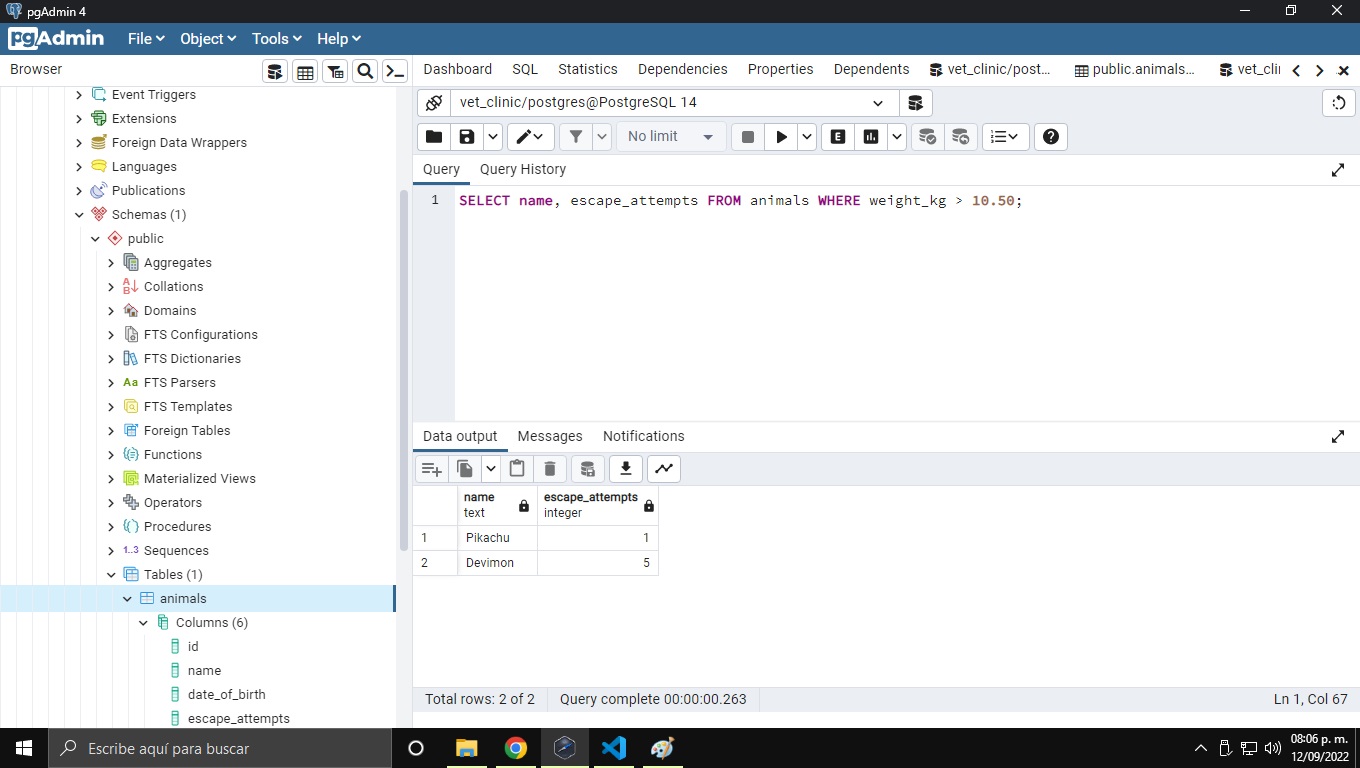 pgAdmin 4
pgAdmin File Object Tools Help
Browser
Dashboard SQL Statistics Dependencies Properties Dependents vet_clinic/post... public.animals... vet_cli
Event Triggers
Extensions
Foreign Data Wrappers
Languages
Publications
Schemas (1)
public
Aggregates
Collations
Domains
FTS Configurations
FTS Dictionaries
Aa FTS Parsers
FTS Templates
Foreign Tables
Functions
Materialized Views
Operators
Procedures
1..3 Sequences
Tables (1)
animals
Columns (6)
id
name
date_of_birth
escape_attempts
vet_clinic/postgres@PostgreSQL 14
No limit E
Query Query History
1 SELECT name, escape_attempts FROM animals WHERE weight_kg > 10.50;
Data output Messages Notifications
name escape_attempts
text integer
1 Pikachu 1
2 Devimon 5
Total rows: 2 of 2 Query complete 00:00:00.263 Ln 1, Col 67
Escribe aquí para buscar
08:06 p. m.
12/09/2022